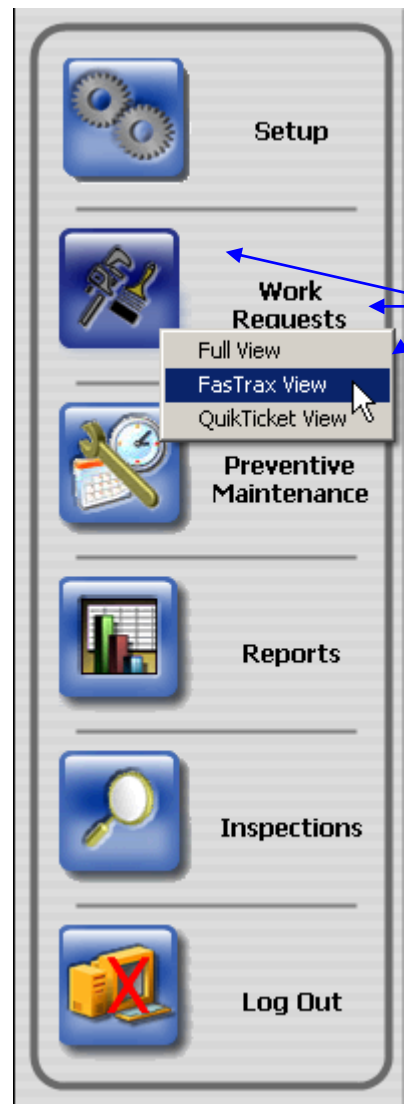 Setup
Work
Requests
Full View
FasTrax View
QuikTicket View
Preventive
Maintenance
Reports
Inspections
Log Out